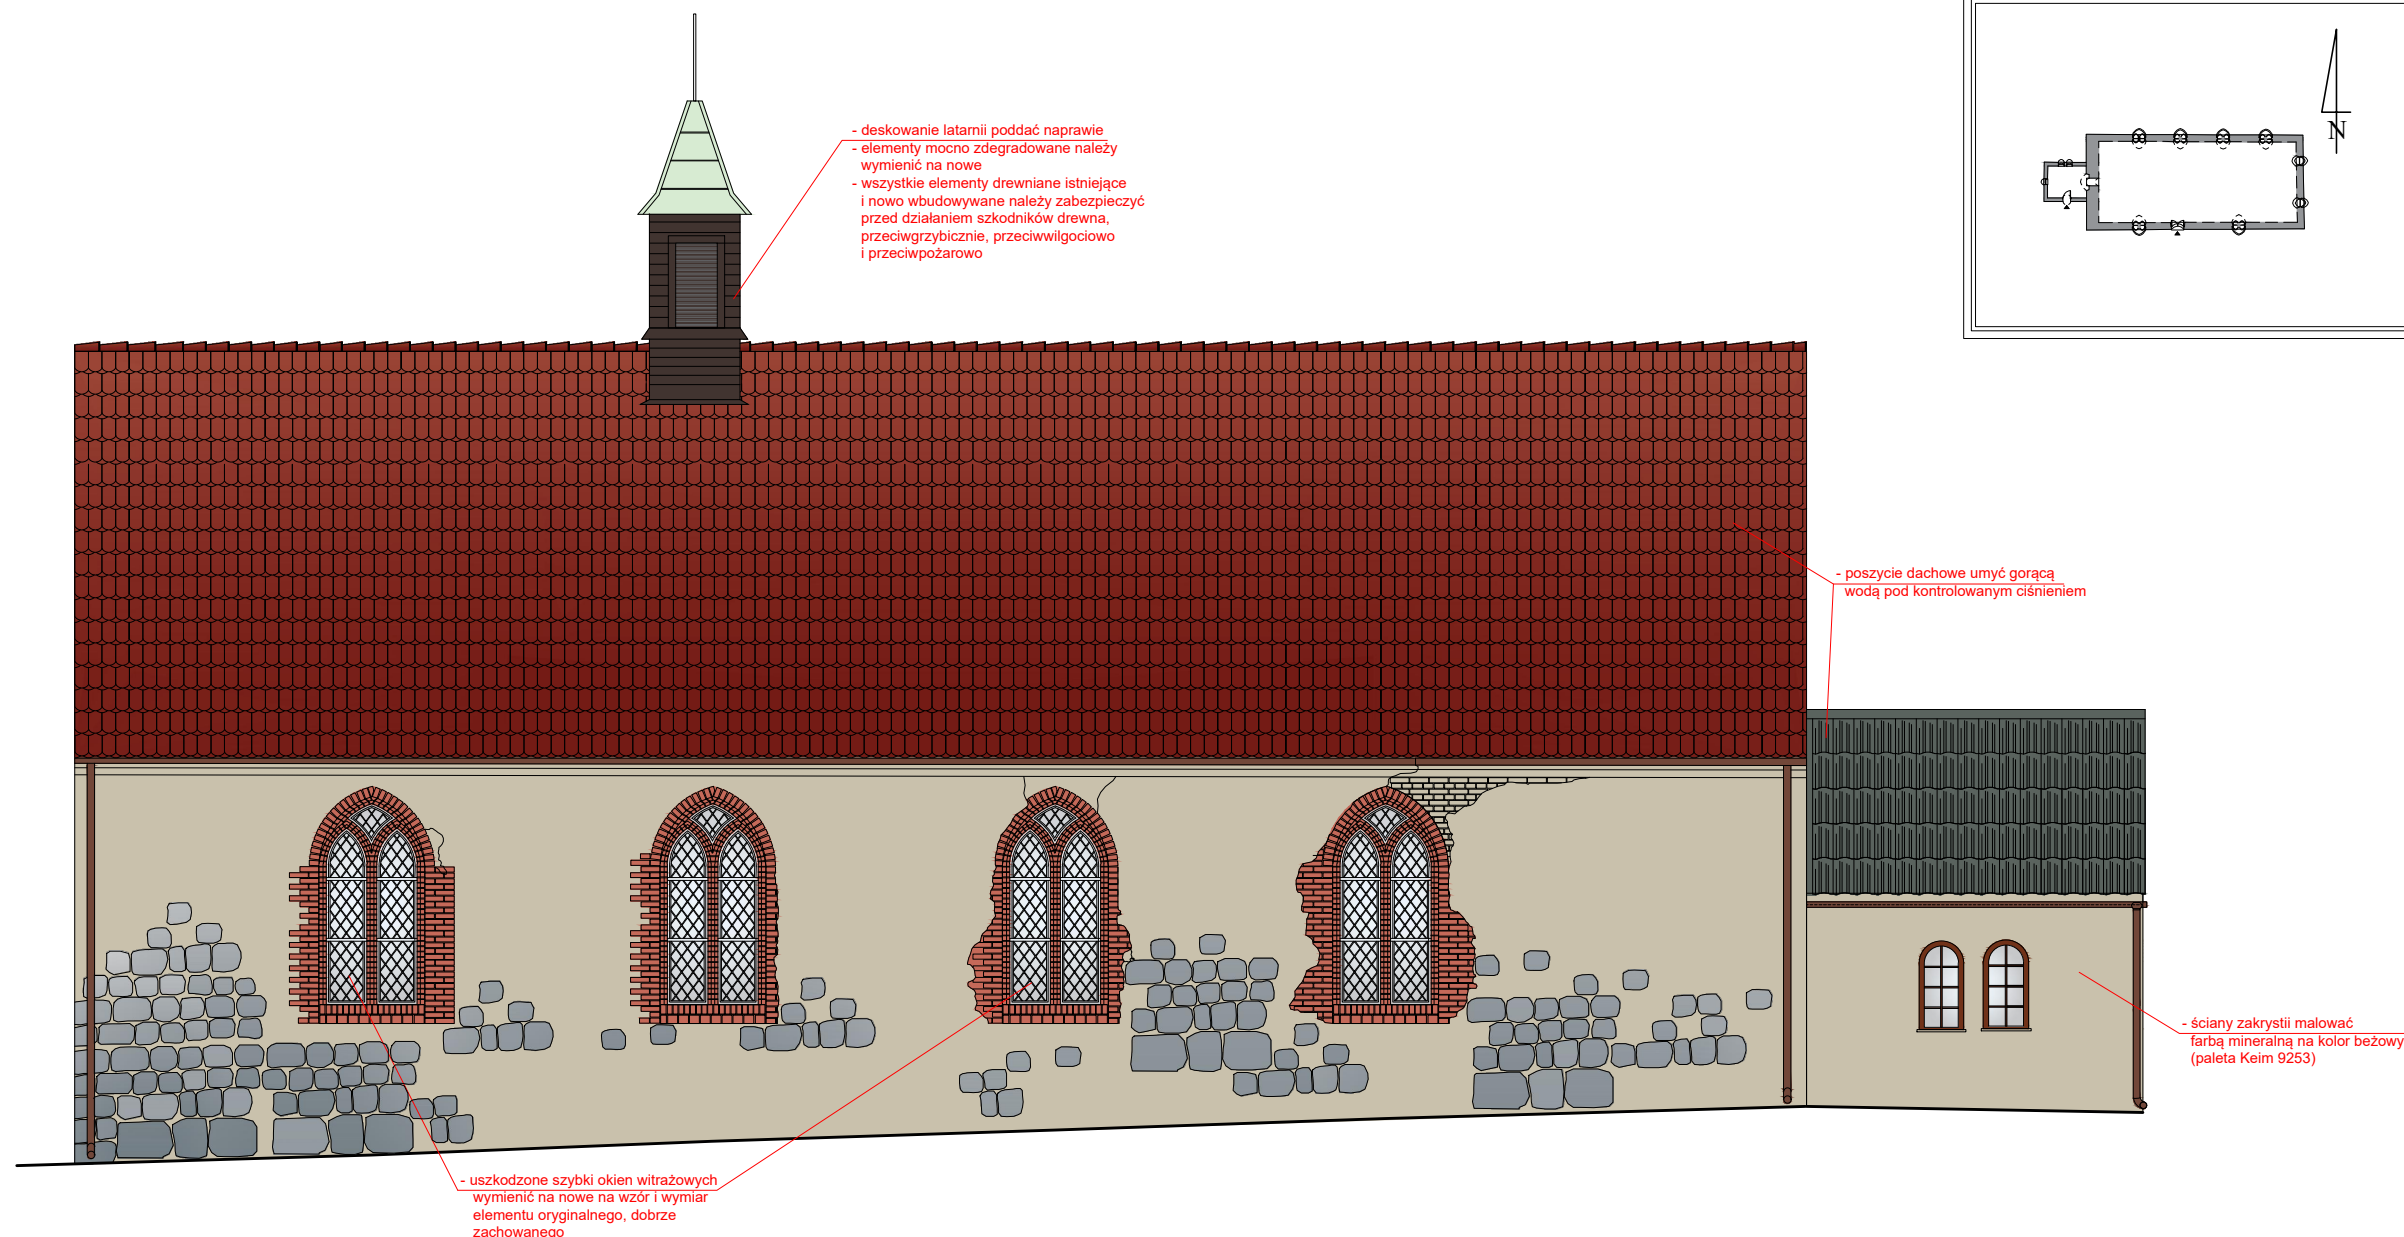 - deskowanie latarnii poddać naprawie
- elementy mocno zdegradowane należy
wymienić na nowe
- wszystkie elementy drewniane istniejące
i nowo wbudowywane należy zabezpieczyć
przed działaniem szkodników drewna,
przeciwgrzybicznie, przeciwwilgociowo
i przeciwpożarowo
N
- poszycie dachowe umyć gorącą
wodą pod kontrolowanym ciśnieniem
- ściany zakrystii malować
farbą mineralną na kolor beżowy
(paleta Keim 9253)
- uszkodzone szybki okien witrażowych
wymienić na nowe na wzór i wymiar
elementu oryginalnego, dobrze
zachowanego